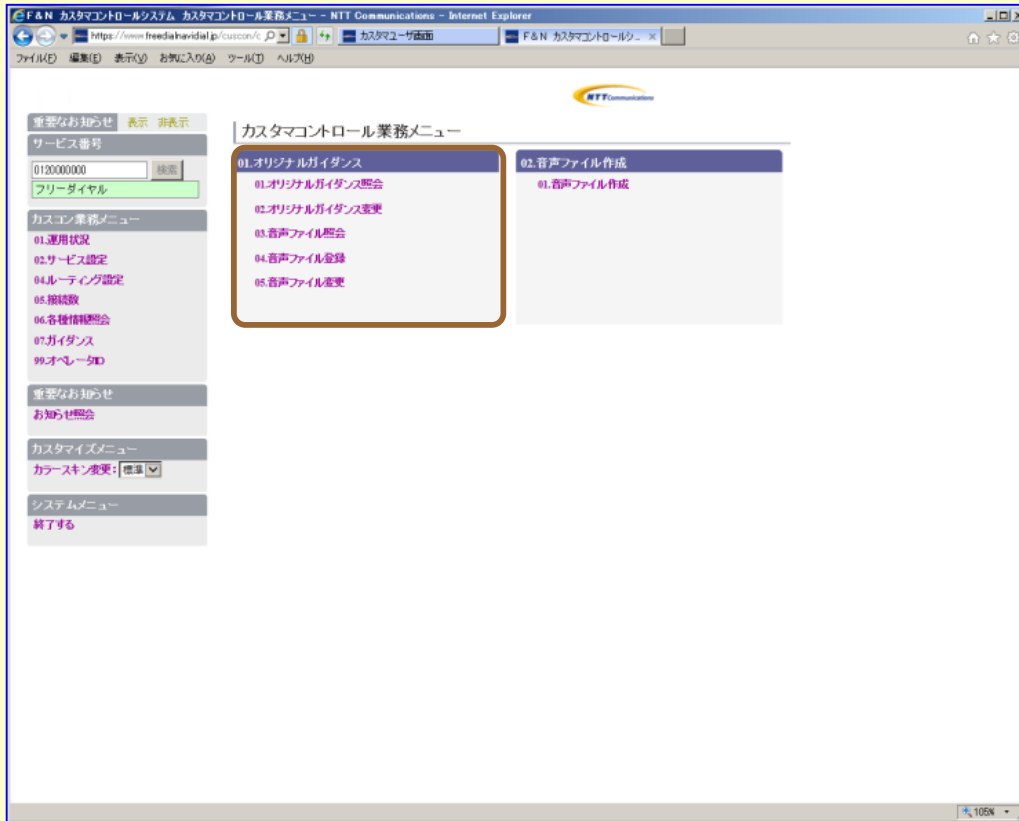 F&N カスタマコントロールシステム カスタマコントロール業務メニュー - NTT Communications - Internet Explorer
https://www.freedialnavidial.jp/cuscon/c
カスタマユーザ画面
F&N カスタマコントロールシ...
ファイル(F) 編集(E) 表示(V) お気に入り(A) ツール(T) ヘルプ(H)
NTT Communications
重要なお知らせ 表示 非表示
サービス番号
0120000000 検索
フリーダイヤル
カスコン業務メニュー
01.運用状況
02.サービス設定
04.ルーティング設定
05.接続数
06.各種情報照会
07.ガイダンス
99.オペレータID
重要なお知らせ
お知らせ照会
カスタマイズメニュー
カラースキン変更: 標準
システムメニュー
終了する
カスタマコントロール業務メニュー
01.オリジナルガイダンス
01.オリジナルガイダンス照会
02.オリジナルガイダンス変更
03.音声ファイル照会
04.音声ファイル登録
05.音声ファイル変更
02.音声ファイル作成
01.音声ファイル作成
105%